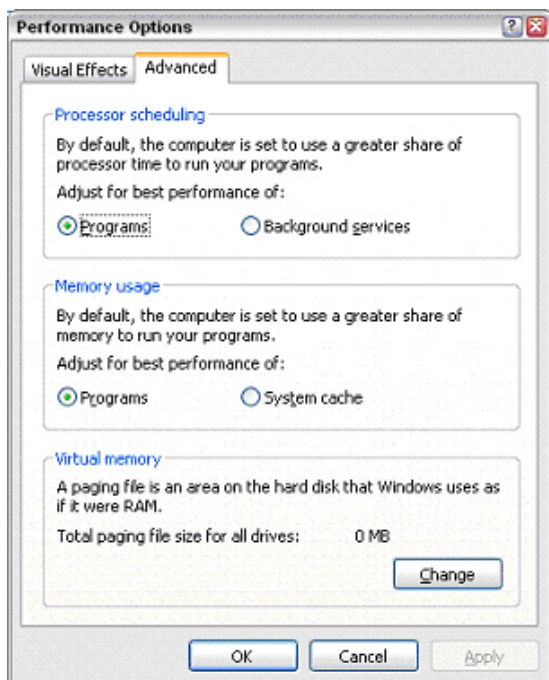 Performance Options
Visual Effects Advanced
Processor scheduling
By default, the computer is set to use a greater share of
processor time to run your programs.
Adjust for best performance of:
Programs Background services
Memory usage
By default, the computer is set to use a greater share of
memory to run your programs.
Adjust for best performance of:
Programs System cache
Virtual memory
A paging file is an area on the hard disk that Windows uses as
if it were RAM.
Total paging file size for all drives: 0 MB
Change
OK Cancel Apply